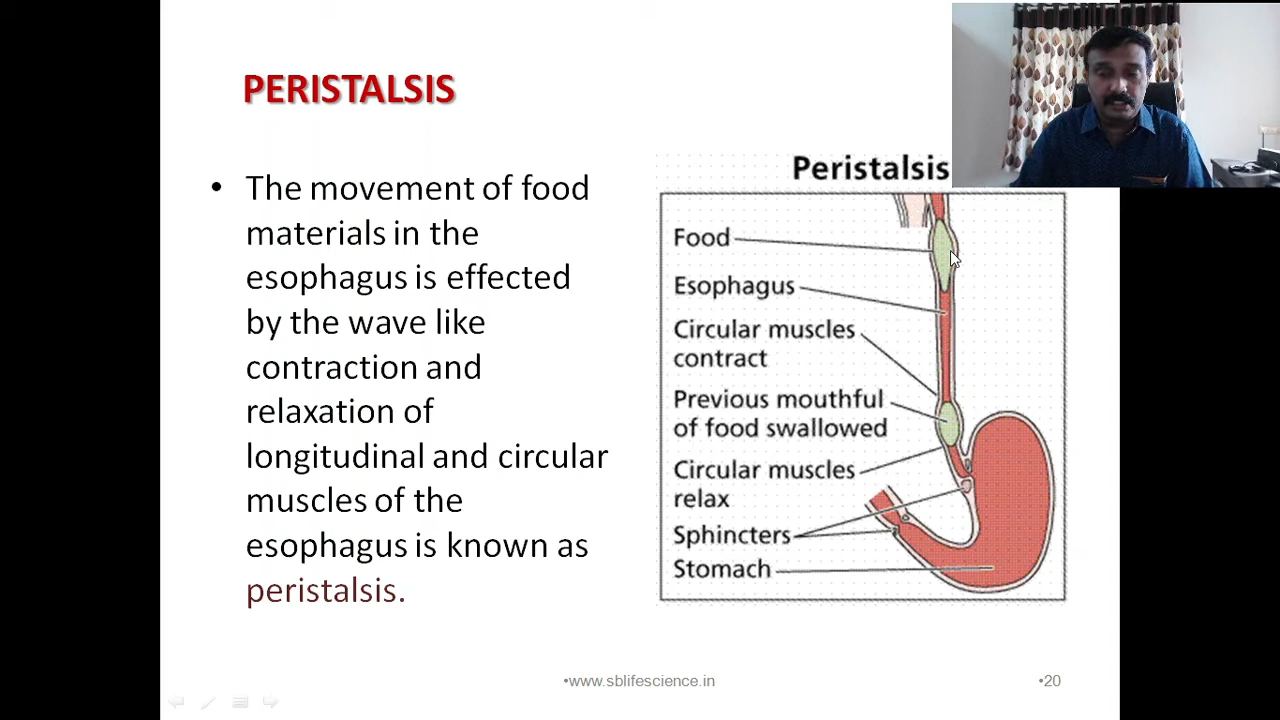 PERISTALSIS
• The movement of food
materials in the
esophagus is effected
by the wave like
contraction and
relaxation of
longitudinal and circular
muscles of the
esophagus is known as
peristalsis.
Peristalsis
Food
Esophagus
Circular muscles
contract
Previous mouthful
of food swallowed
Circular muscles
relax
Sphincters
Stomach
•www.sblifescience.in
•20